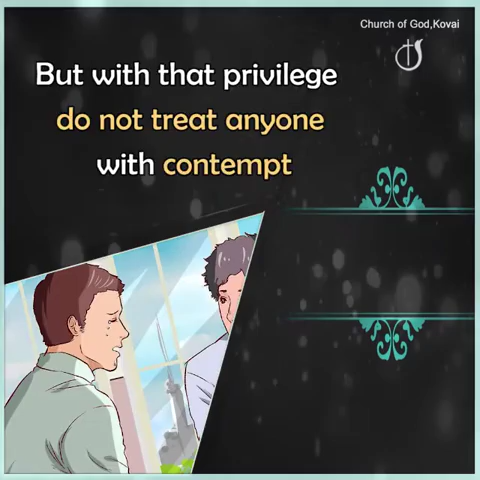 Church of God,Kovai
But with that privilege
do not treat anyone
with contempt